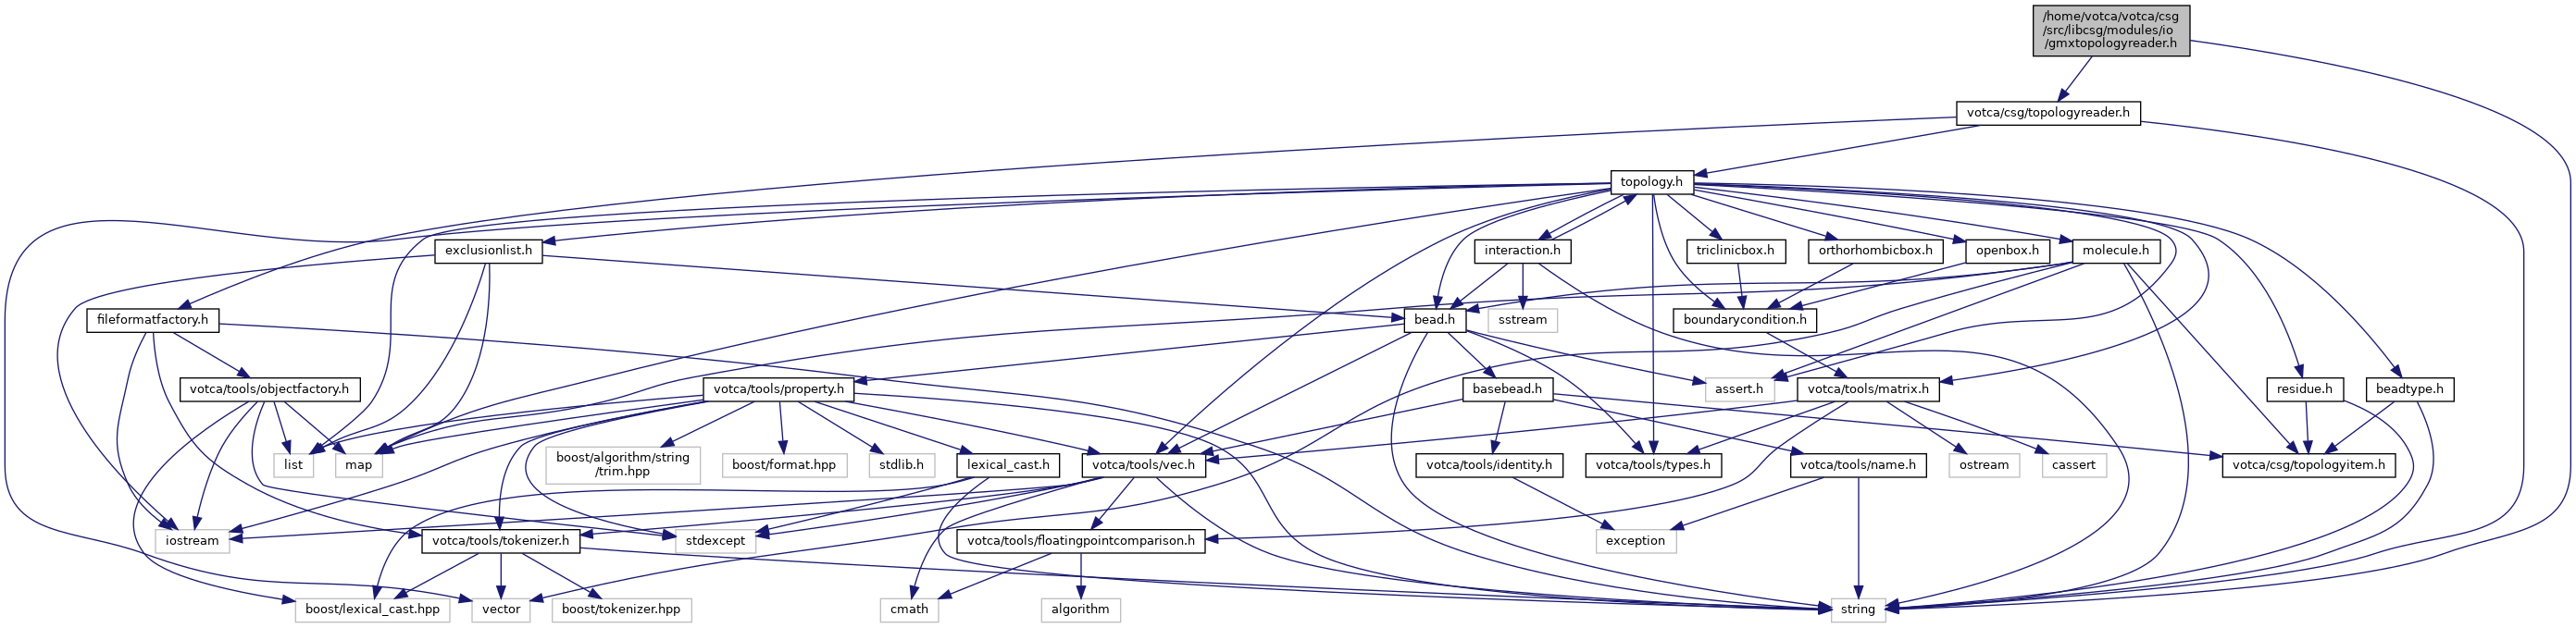 /home/votca/votca/csg
/src/libcsg/modules/io
/gmxtopologyreader.h
votca/csg/topologyreader.h
topology.h
exclusionlist.h
interaction.h
triclinicbox.h
orthorhombicbox.h
openbox.h
molecule.h
fileformatfactory.h
bead.h
sstream
boundarycondition.h
votca/tools/objectfactory.h
votca/tools/property.h
basebead.h
assert.h
votca/tools/matrix.h
residue.h
beadtype.h
list
map
boost/algorithm/string
/trim.hpp
boost/format.hpp
stdlib.h
lexical_cast.h
votca/tools/vec.h
votca/tools/identity.h
votca/tools/types.h
votca/tools/name.h
ostream
cassert
votca/csg/topologyitem.h
iostream
votca/tools/tokenizer.h
stdexcept
votca/tools/floatingpointcomparison.h
exception
boost/lexical_cast.hpp
vector
boost/tokenizer.hpp
cmath
algorithm
string